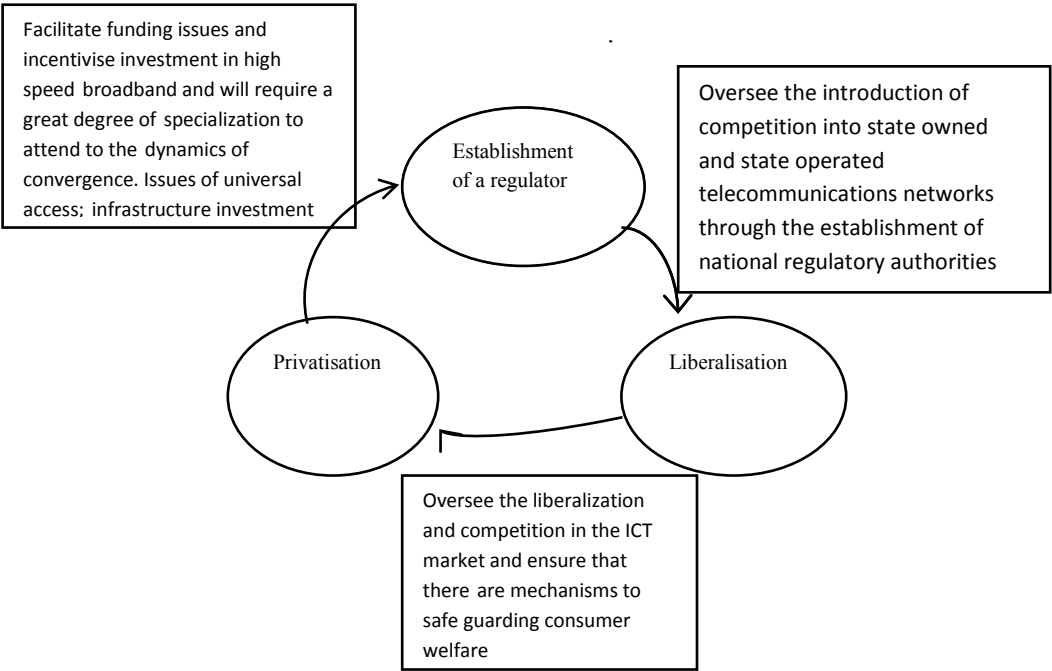 Facilitate funding issues and
incentivise investment in high
speed broadband and will require a
great degree of specialization to
attend to the dynamics of
convergence. Issues of universal
access; infrastructure investment
Establishment
of a regulator
Oversee the introduction of
competition into state owned
and state operated
telecommunications networks
through the establishment of
national regulatory authorities
Privatisation
Liberalisation
Oversee the liberalization
and competition in the ICT
market and ensure that
there are mechanisms to
safe guarding consumer
welfare